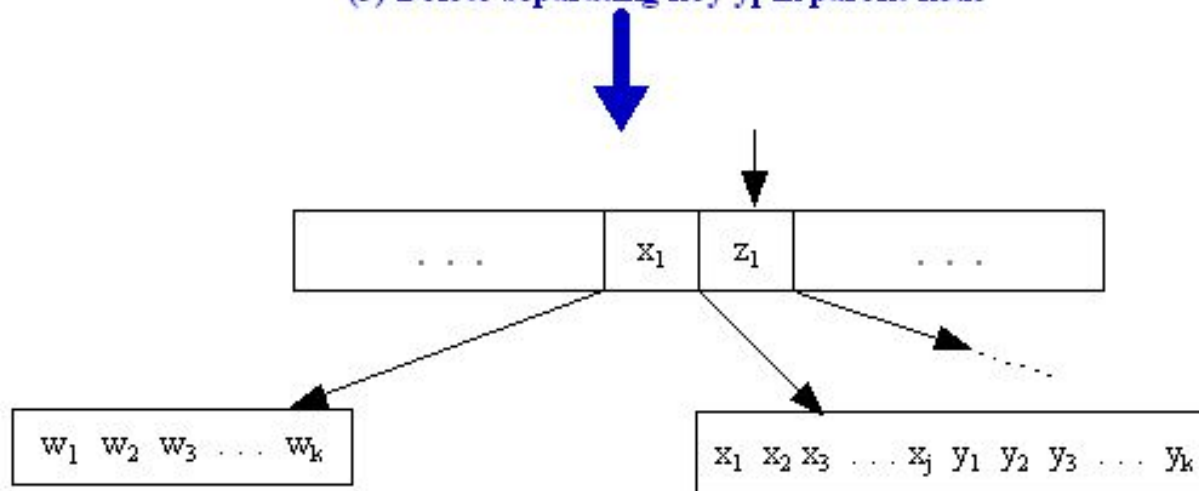 . . . x₁ z₁ . . .
w₁ w₂ w₃ . . . wₖ
x₁ x₂ x₃ . . . xⱼ y₁ y₂ y₃ . . . yₖ